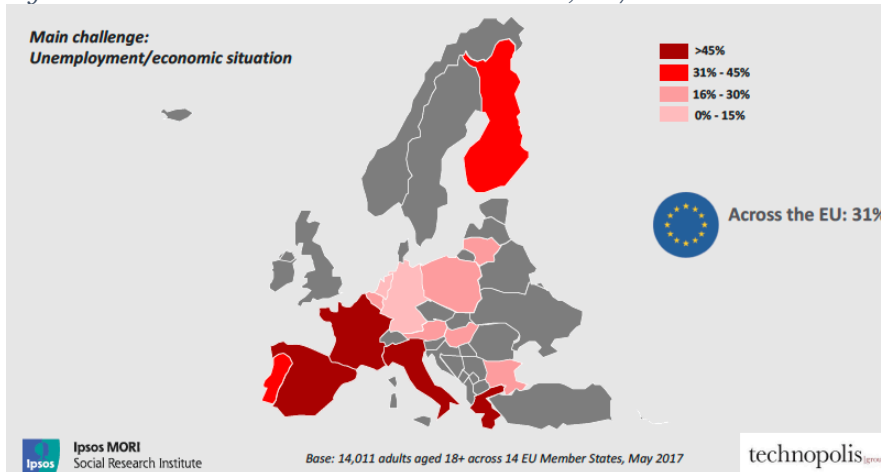 Main challenge:
Unemployment/economic situation
>45%
31% - 45%
16% - 30%
0% - 15%
Across the EU: 31%
Ipsos MORI
Social Research Institute
Ipsos
Base: 14,011 adults aged 18+ across 14 EU Member States, May 2017
technopolis